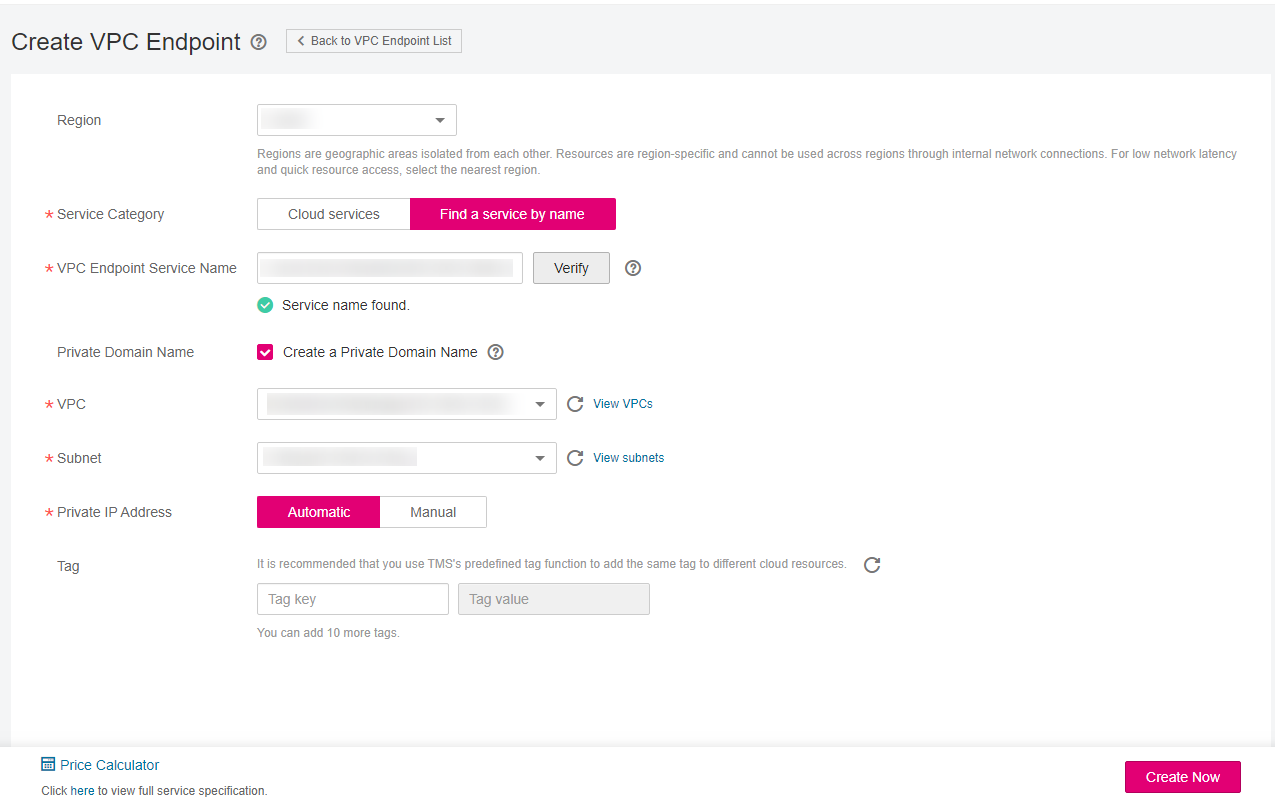 Create VPC Endpoint
Back to VPC Endpoint List
Region
Regions are geographic areas isolated from each other. Resources are region-specific and cannot be used across regions through internal network connections. For low network latency
and quick resource access, select the nearest region.
* Service Category
Cloud services
Find a service by name
* VPC Endpoint Service Name
Verify
Service name found.
Private Domain Name
Create a Private Domain Name
* VPC
View VPCs
* Subnet
View subnets
* Private IP Address
Automatic
Manual
Tag
It is recommended that you use TMS's predefined tag function to add the same tag to different cloud resources.
Tag key
Tag value
You can add 10 more tags.
Price Calculator
Click here to view full service specification.
Create Now